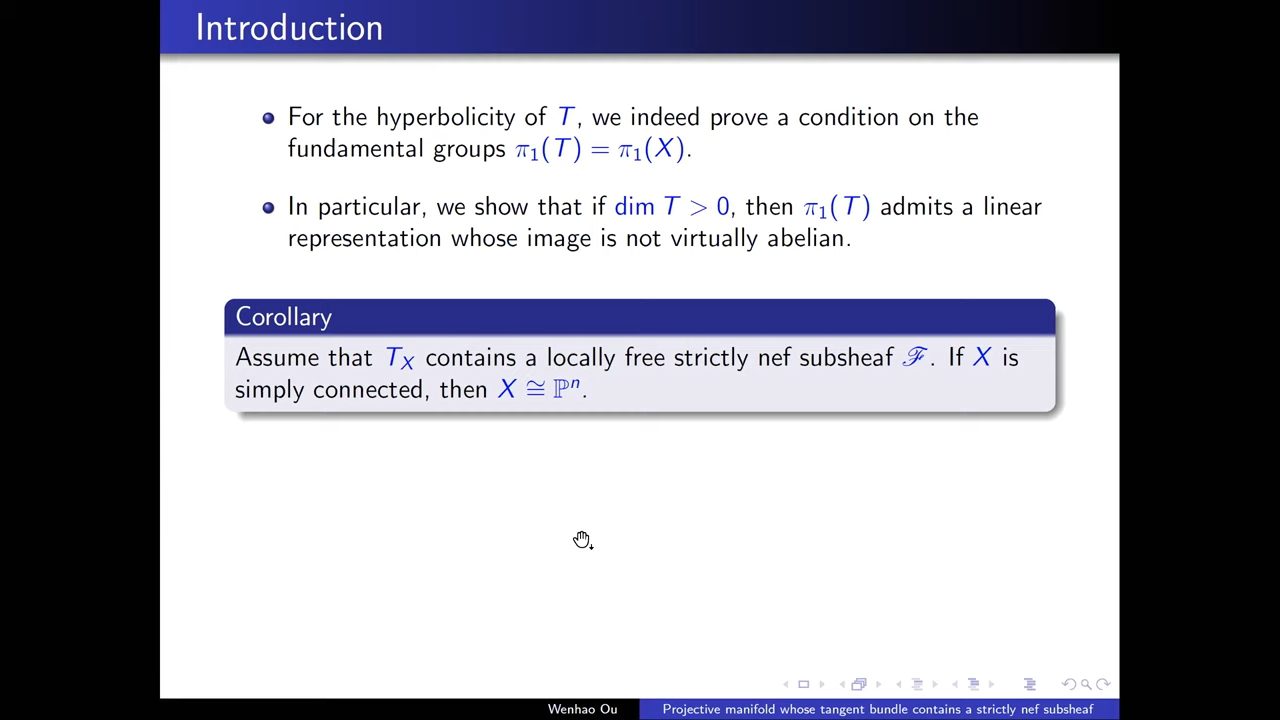 Introduction
For the hyperbolicity of T, we indeed prove a condition on the
fundamental groups π₁(T) = π₁(X).
In particular, we show that if dim T > 0, then π₁(T) admits a linear
representation whose image is not virtually abelian.
Corollary
Assume that T_X contains a locally free strictly nef subsheaf ℱ. If X is
simply connected, then X ≅ ℙⁿ.
Wenhao Ou
Projective manifold whose tangent bundle contains a strictly nef subsheaf